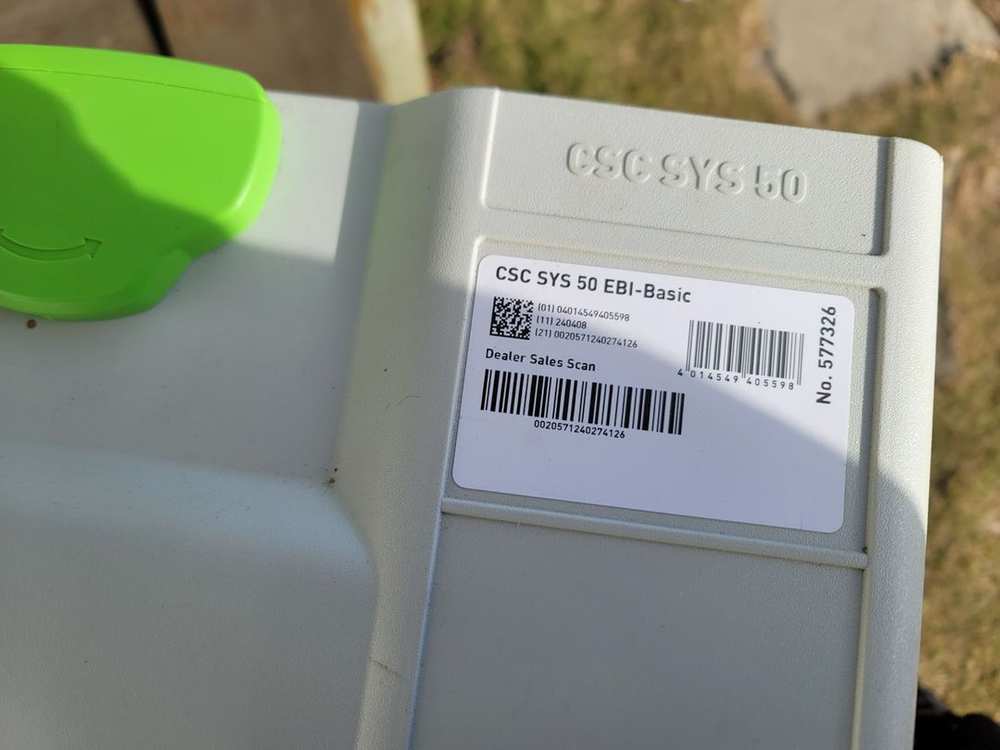 CSC SYS 50
CSC SYS 50 EBI-Basic
(01) 04014549405598
(11) 240408
(21) 0020571240274126
4 014549 405598
No. 577326
Dealer Sales Scan
0020571240274126